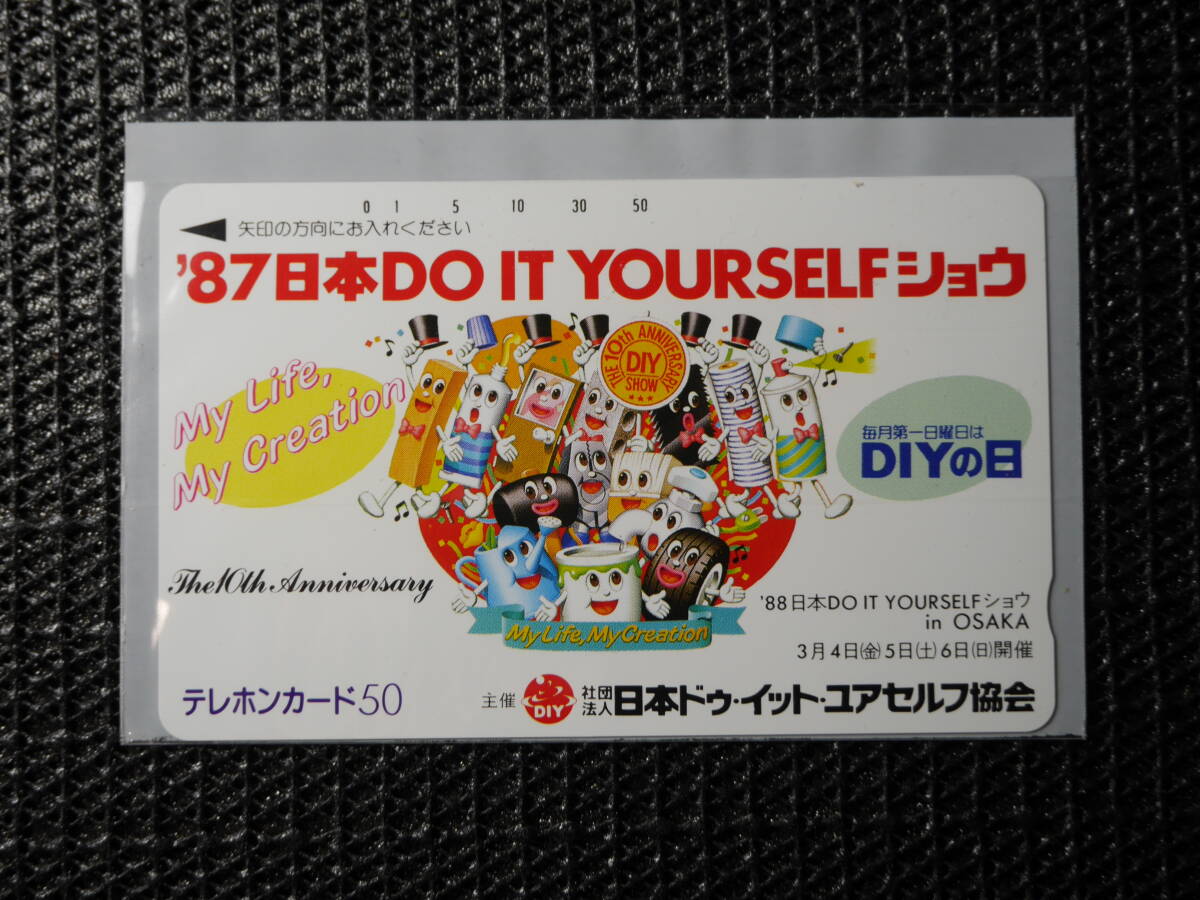 0 1 5 10 30 50
矢印の方向にお入れください
'87日本DO IT YOURSELFショウ
My Life,
My Creation
THE 10th ANNIVERSARY
DIY
SHOW
毎月第一日曜日は
DIYの日
The 10th Anniversary
My Life, My Creation
'88日本DO IT YOURSELFショウ
in OSAKA
3月4日(金)5日(土)6日(日)開催
テレホンカード50
主催 DIY 社団法人 日本ドゥ・イット・ユアセルフ協会